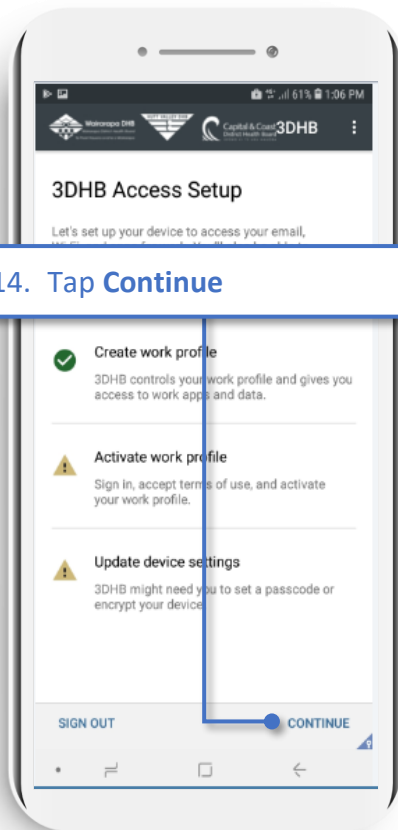 61% 1:06 PM
Wairarapa DHB
HUTT VALLEY DHB
Capital & Coast
District Health Board
3DHB
3DHB Access Setup
Let's set up your device to access your email,
14. Tap Continue
Create work profile
3DHB controls your work profile and gives you
access to work apps and data.
Activate work profile
Sign in, accept terms of use, and activate
your work profile.
Update device settings
3DHB might need you to set a passcode or
encrypt your device
SIGN OUT CONTINUE